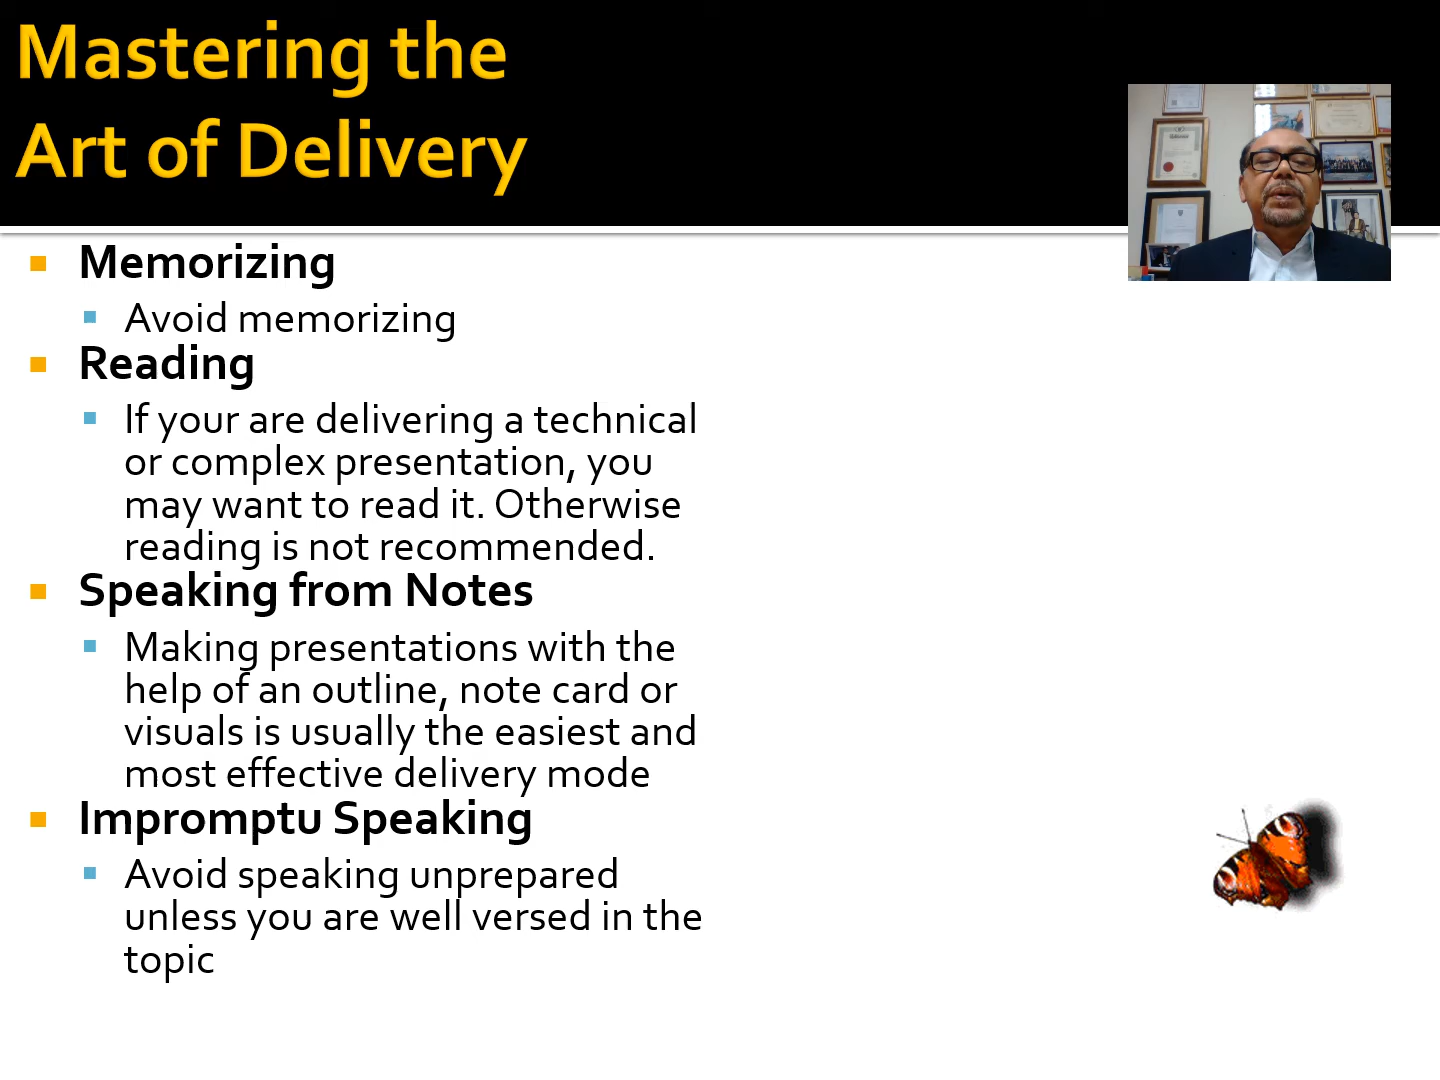 Mastering the
Art of Delivery
Memorizing
Avoid memorizing
Reading
If your are delivering a technical
or complex presentation, you
may want to read it. Otherwise
reading is not recommended.
Speaking from Notes
Making presentations with the
help of an outline, note card or
visuals is usually the easiest and
most effective delivery mode
Impromptu Speaking
Avoid speaking unprepared
unless you are well versed in the
topic